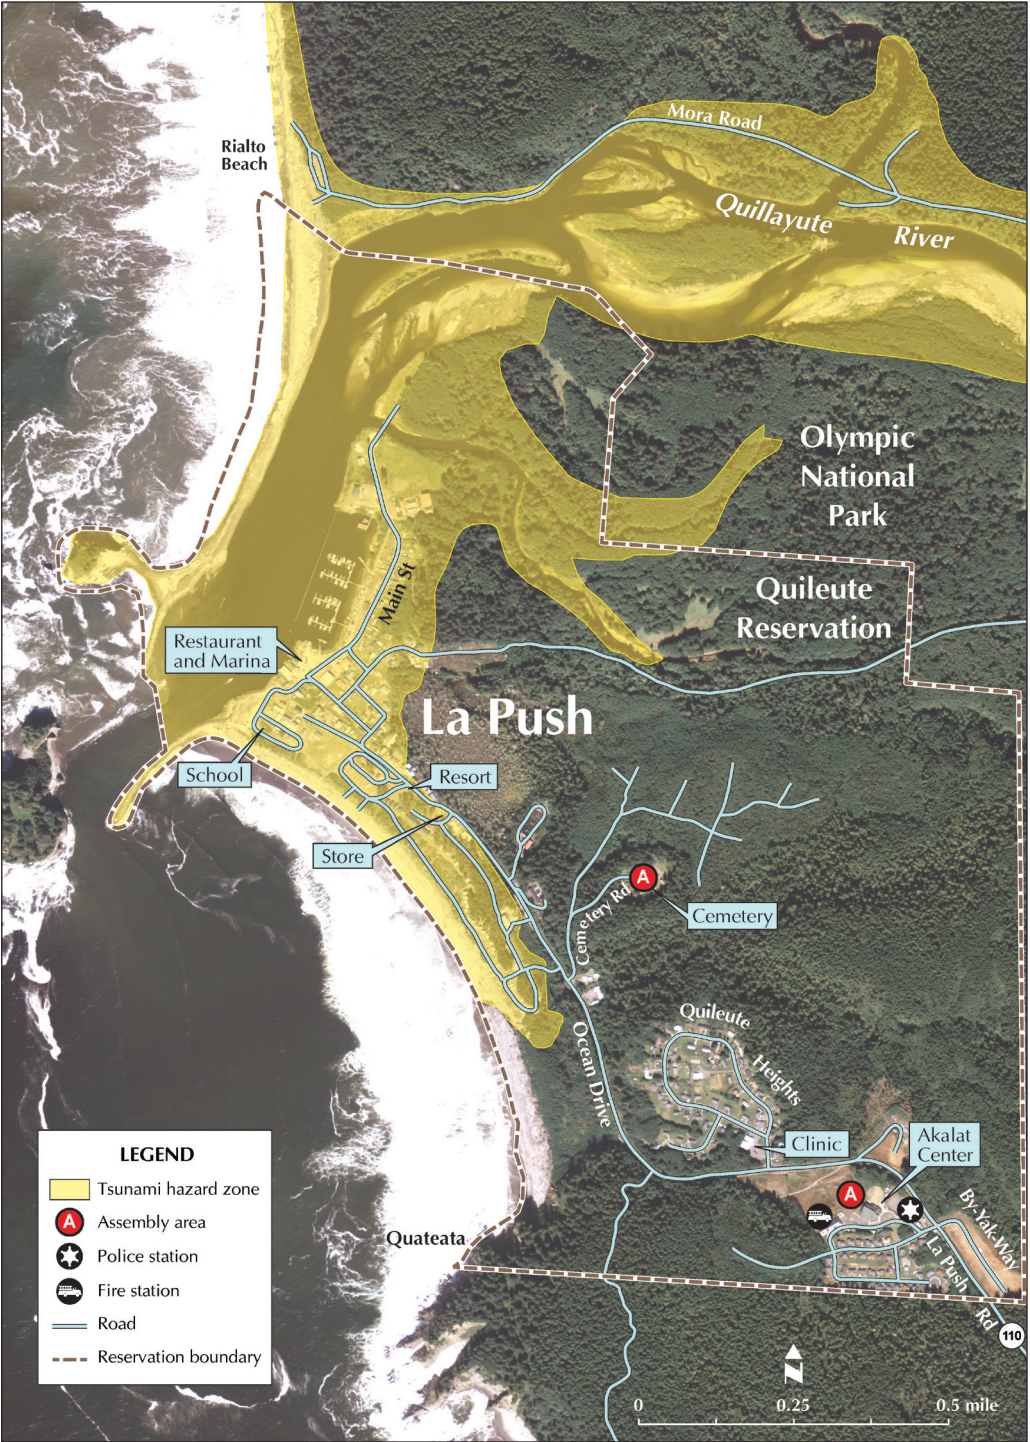 Mora Road
Rialto
Beach
Quillayute
River
Olympic
National
Park
Main St
Quileute
Reservation
Restaurant
and Marina
La Push
School
Resort
Store
A
Cemetery Rd
Cemetery
Quileute
Heights
Ocean Drive
Clinic
Akalat
Center
A
By-Yak-Way
La Push Rd
110
Quateata
LEGEND
Tsunami hazard zone
A Assembly area
Police station
Fire station
Road
Reservation boundary
N
0 0.25 0.5 mile